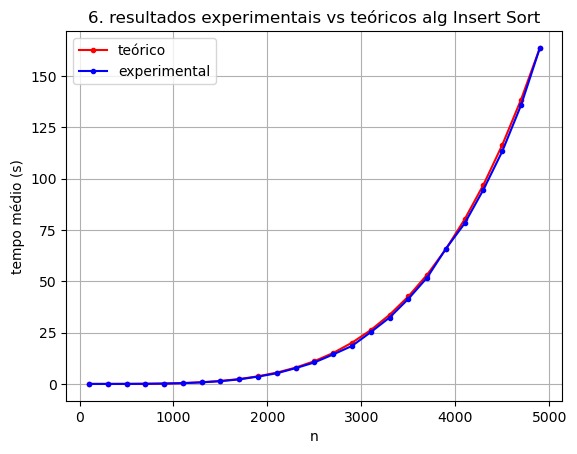 6. resultados experimentais vs teóricos alg Insert Sort
teórico
experimental
150
125
100
75
50
25
0
tempo médio (s)
0 1000 2000 3000 4000 5000
n